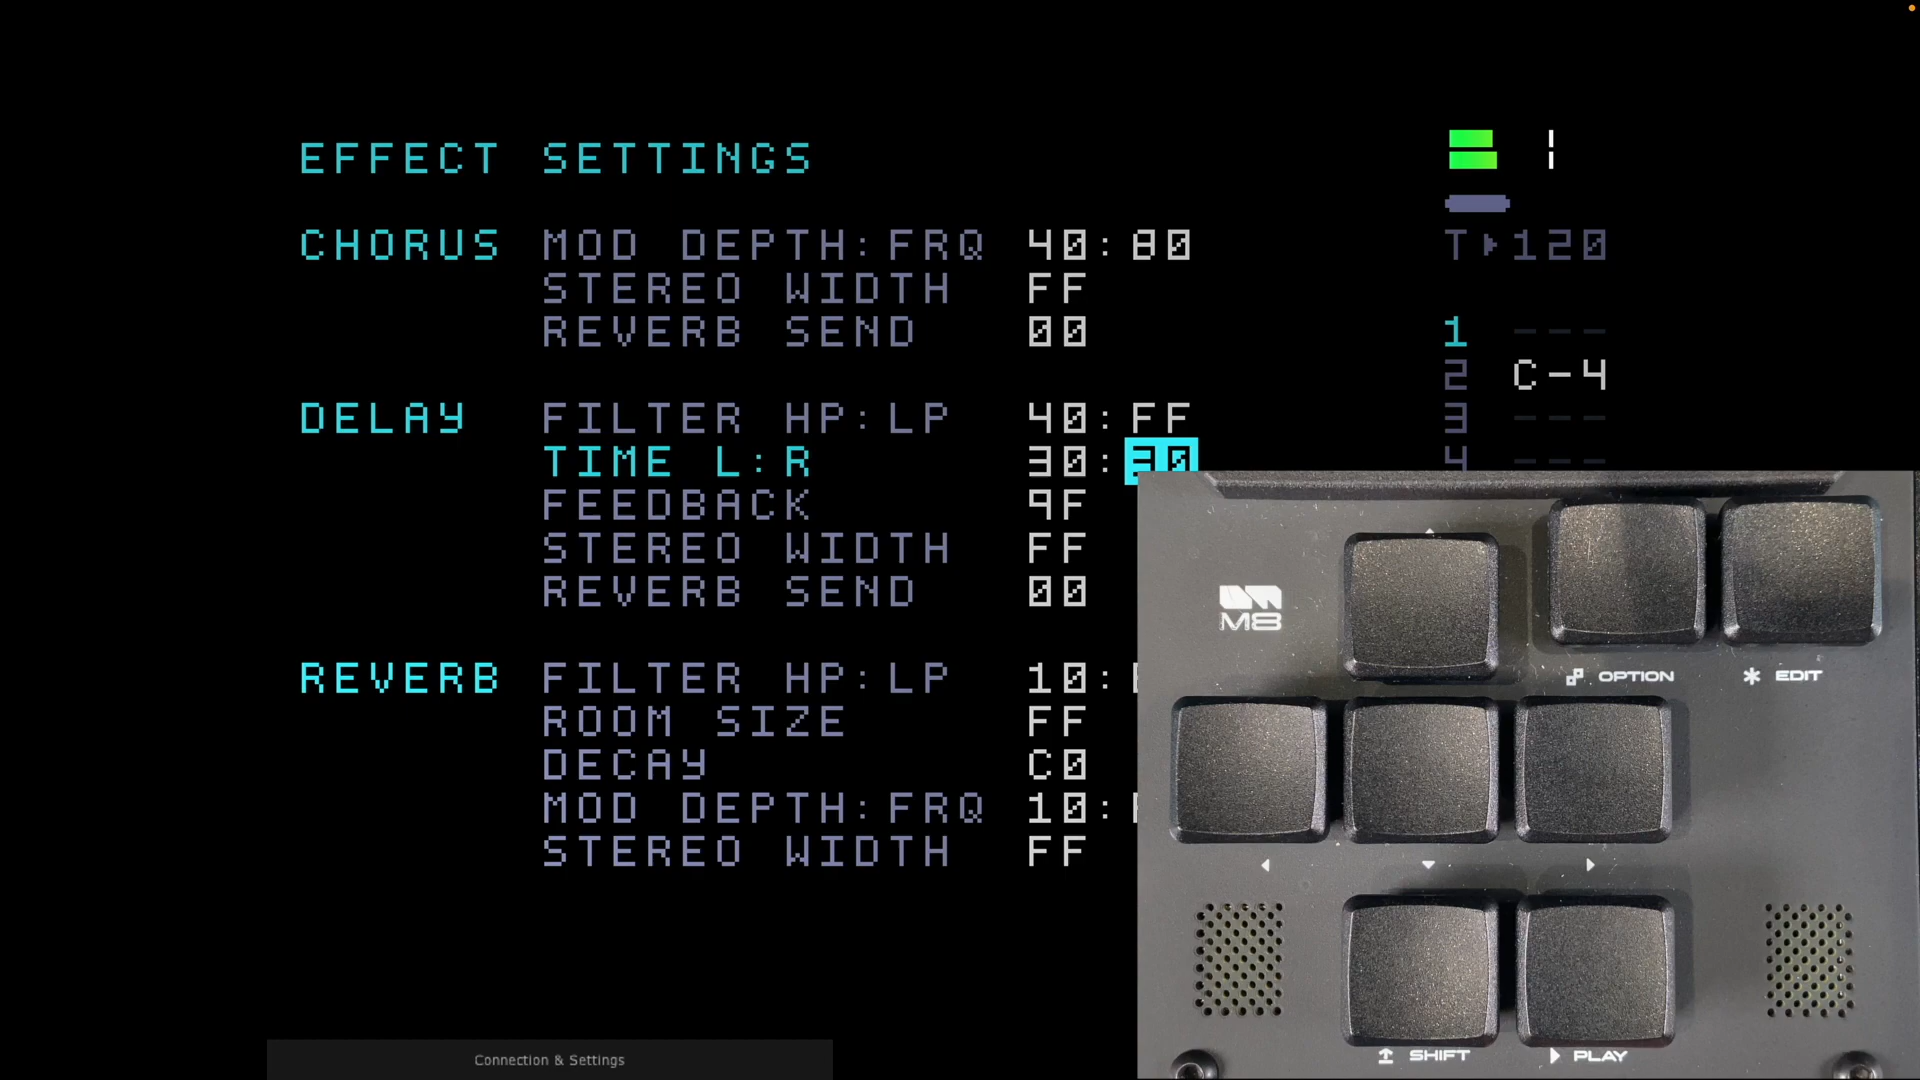 EFFECT SETTINGS
CHORUS MOD DEPTH:FRQ 40:80
STEREO WIDTH FF
REVERB SEND 00
DELAY FILTER HP:LP 40:FF
TIME L:R 30:30
FEEDBACK 9F
STEREO WIDTH FF
REVERB SEND 00
REVERB FILTER HP:LP 10:
ROOM SIZE FF
DECAY C0
MOD DEPTH:FRQ 10:
STEREO WIDTH FF
T▸120
1 ---
2 C-4
3 ---
4 ---
M8
OPTION
EDIT
SHIFT
PLAY
Connection & Settings